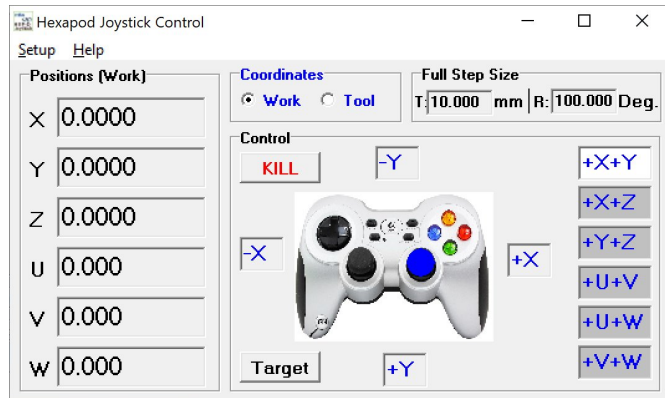 Hexapod Joystick Control
Setup Help
Positions (Work)
X 0.0000
Y 0.0000
Z 0.0000
U 0.000
V 0.000
W 0.000
Coordinates
Work Tool
Full Step Size
T: 10.000 mm R: 100.000 Deg.
Control
KILL
-Y
-X
+X
Target
+Y
+X+Y
+X+Z
+Y+Z
+U+V
+U+W
+V+W